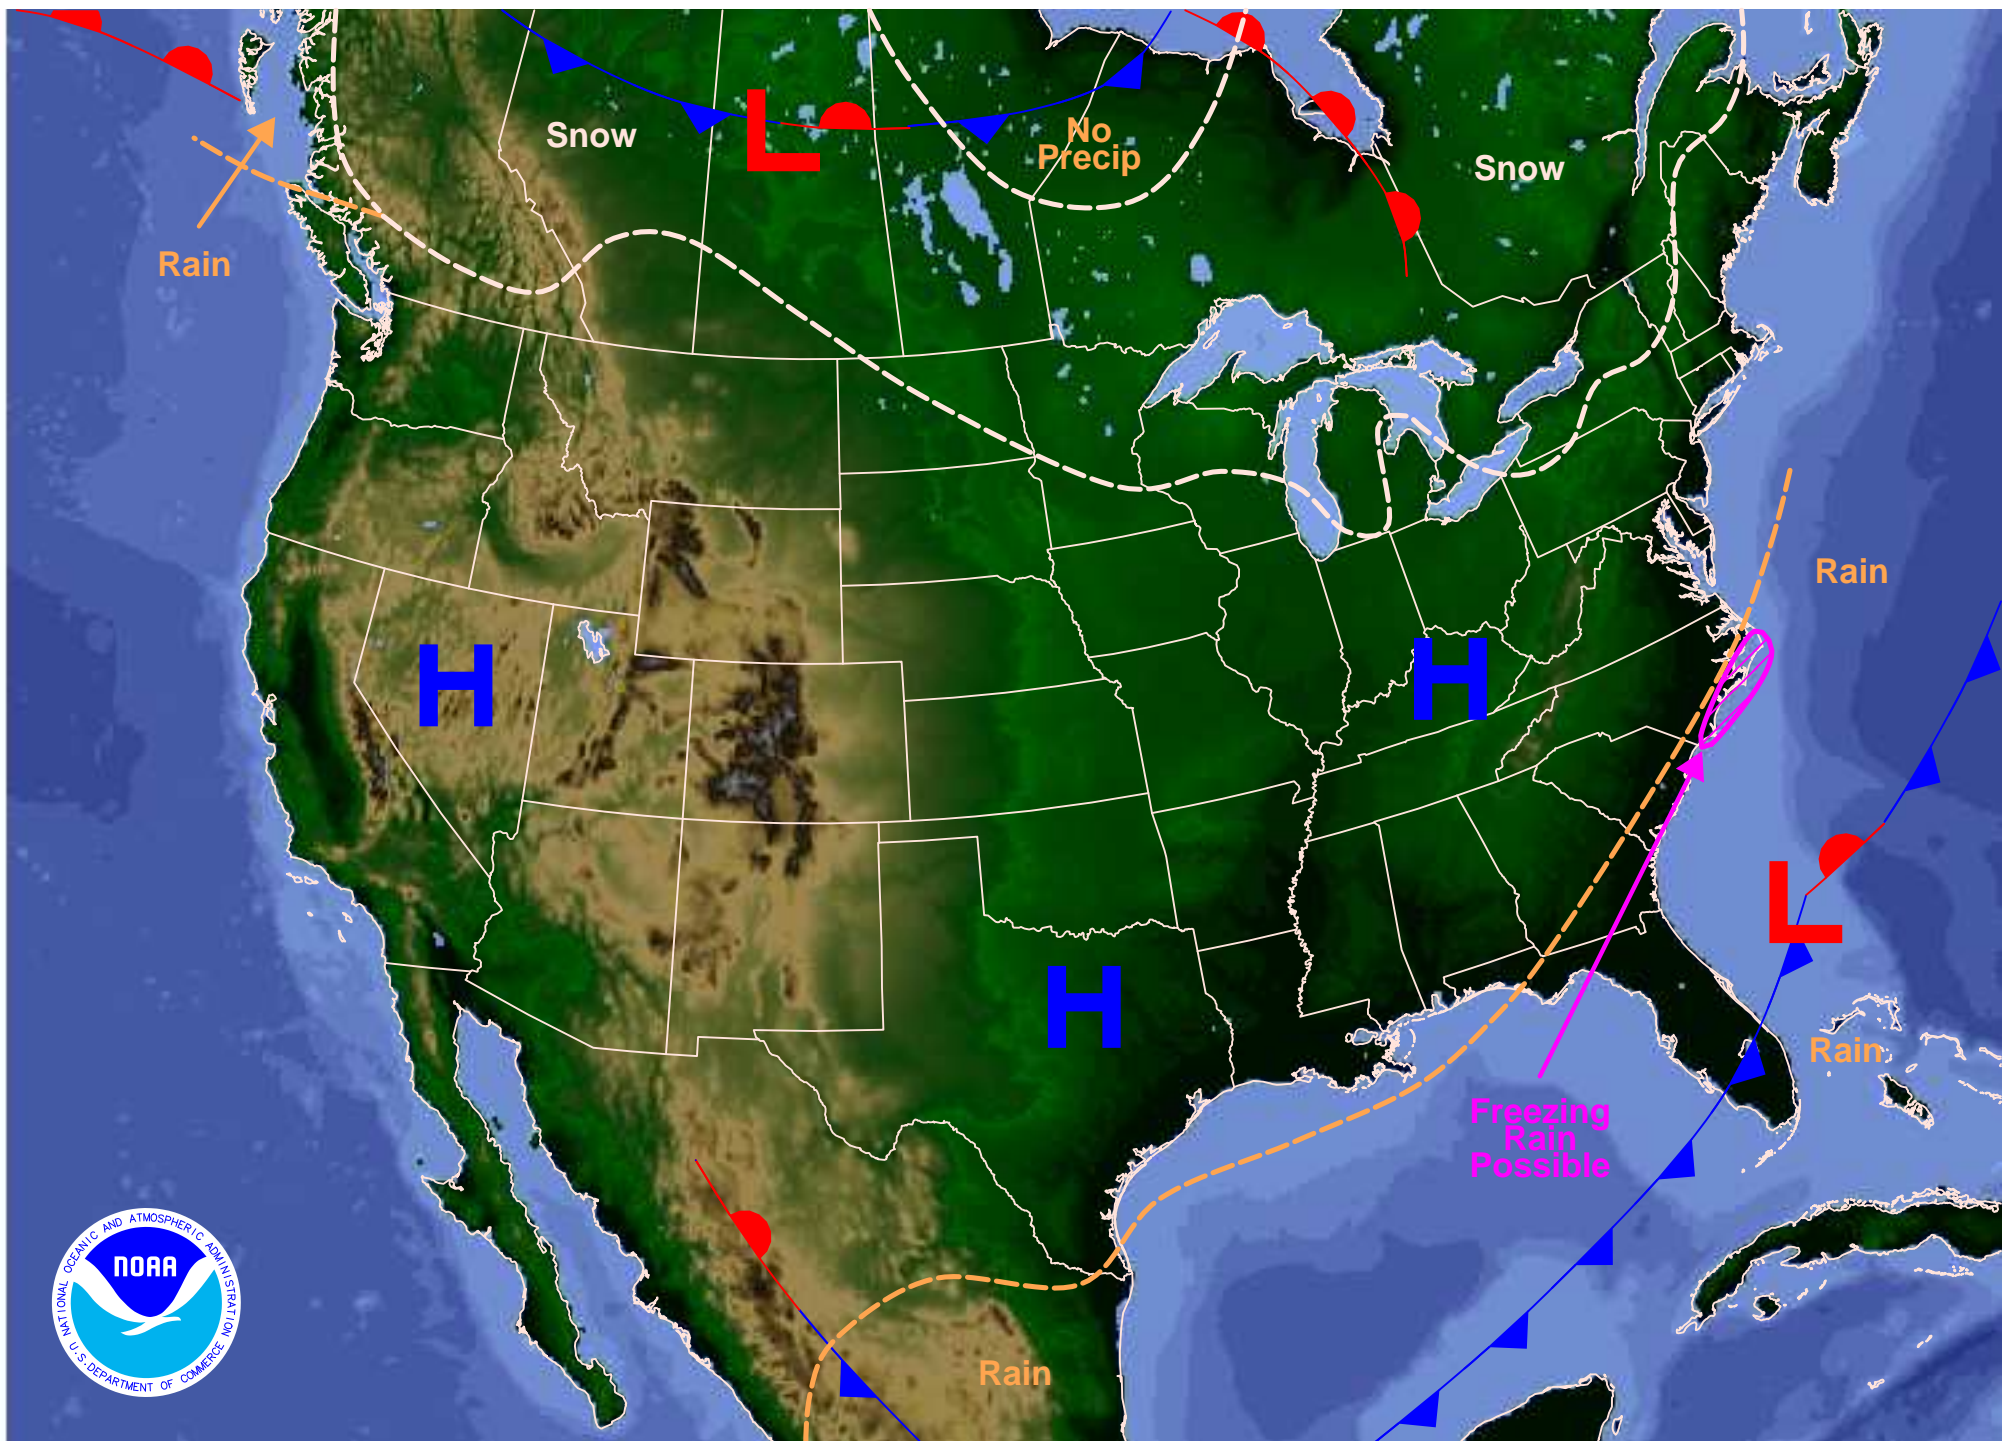 L
No
Precip
Snow
Snow
Rain
Rain
H
H
H
L
Rain
Freezing
Rain
Possible
Rain
NATIONAL OCEANIC AND ATMOSPHERIC ADMINISTRATION
NOAA
U.S. DEPARTMENT OF COMMERCE